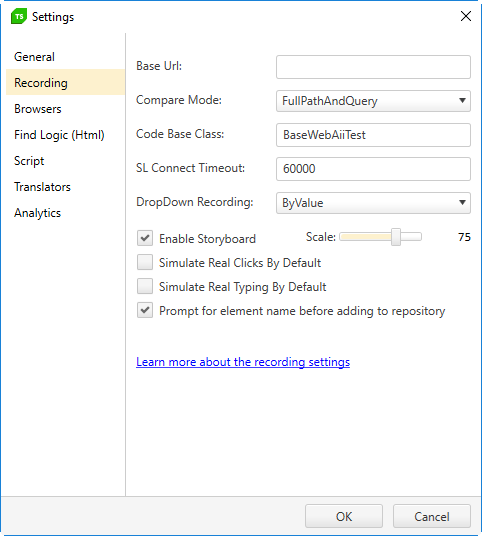 TS Settings
General
Recording
Browsers
Find Logic (Html)
Script
Translators
Analytics
Base Url:
Compare Mode: FullPathAndQuery
Code Base Class: BaseWebAiiTest
SL Connect Timeout: 60000
DropDown Recording: ByValue
Enable Storyboard Scale: 75
Simulate Real Clicks By Default
Simulate Real Typing By Default
Prompt for element name before adding to repository
Learn more about the recording settings
OK Cancel